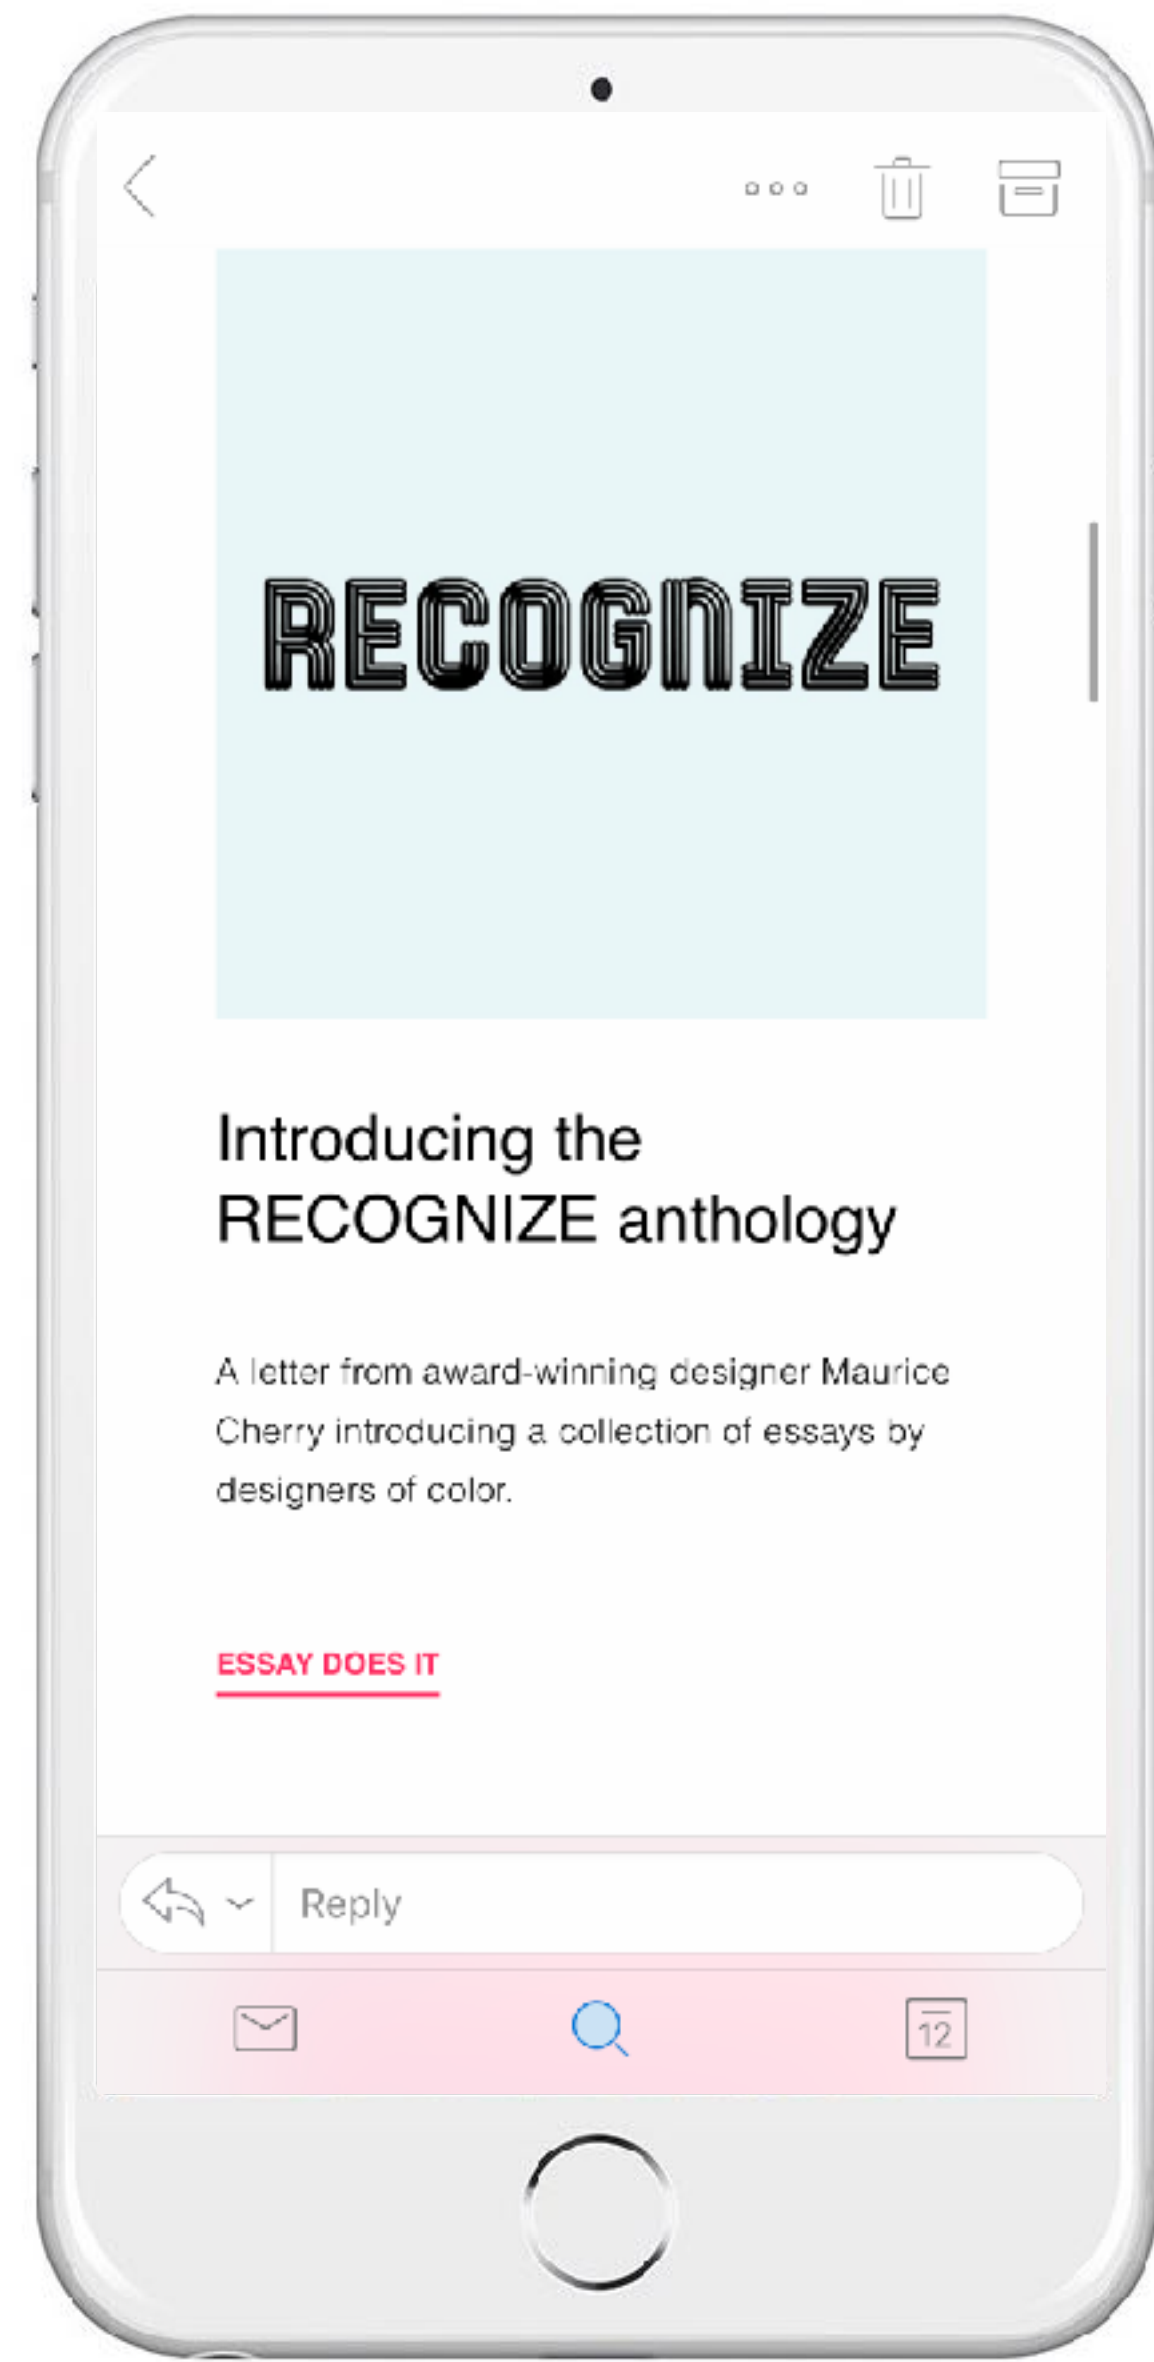 RECOGNIZE
Introducing the
RECOGNIZE anthology
A letter from award-winning designer Maurice
Cherry introducing a collection of essays by
designers of color.
ESSAY DOES IT
Reply
12